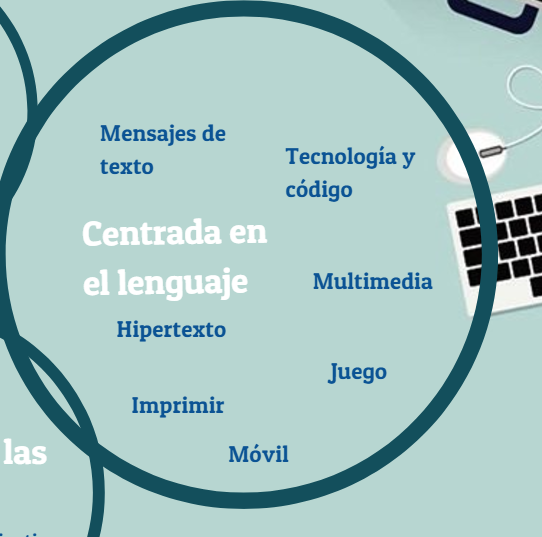 Mensajes de
texto
Tecnología y
código
Centrada en
el lenguaje
Multimedia
Hipertexto
Juego
Imprimir
Móvil
las